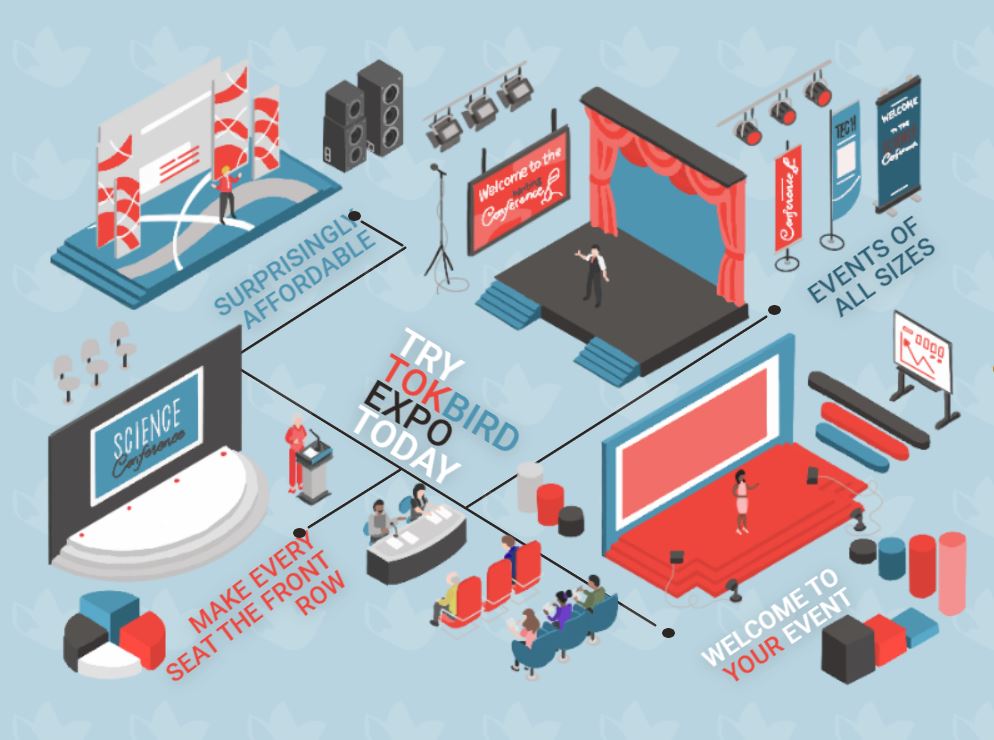 SURPRISINGLY
AFFORDABLE
Welcome to the
Conference
Conference
TECH
WELCOME
TO THE
EVENTS OF
ALL SIZES
TRY
TOKBIRD
EXPO
TODAY
SCIENCE
Conference
MAKE EVERY
SEAT THE FRONT
ROW
WELCOME TO
YOUR EVENT